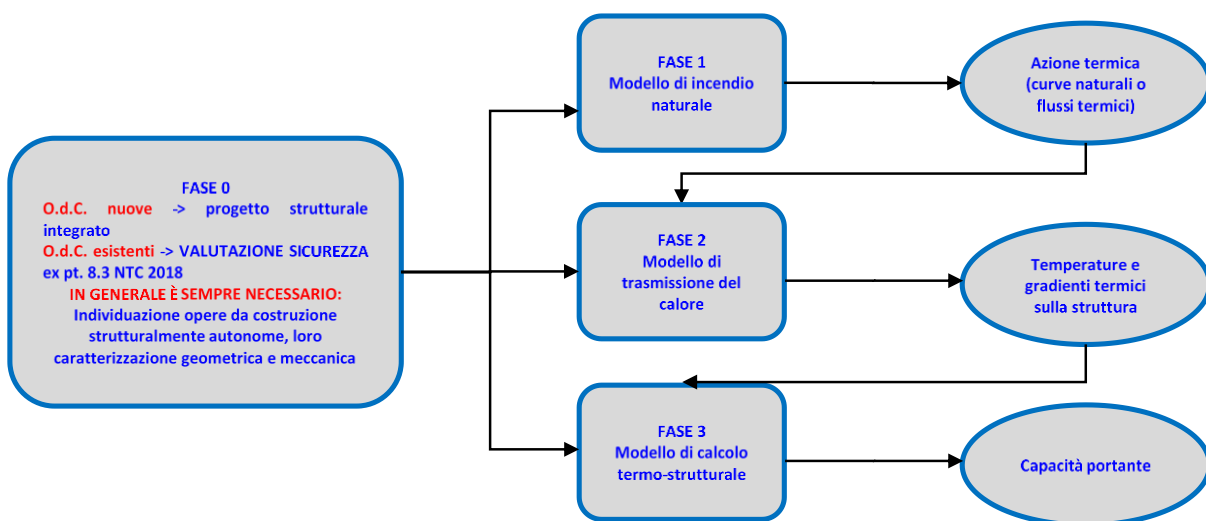 FASE 0
O.d.C. nuove -> progetto strutturale
integrato
O.d.C. esistenti -> VALUTAZIONE SICUREZZA
ex pt. 8.3 NTC 2018
IN GENERALE È SEMPRE NECESSARIO:
Individuazione opere da costruzione
strutturalmente autonome, loro
caratterizzazione geometrica e meccanica
FASE 1
Modello di incendio
naturale
Azione termica
(curve naturali o
flussi termici)
FASE 2
Modello di
trasmissione del
calore
Temperature e
gradienti termici
sulla struttura
FASE 3
Modello di calcolo
termo-strutturale
Capacità portante